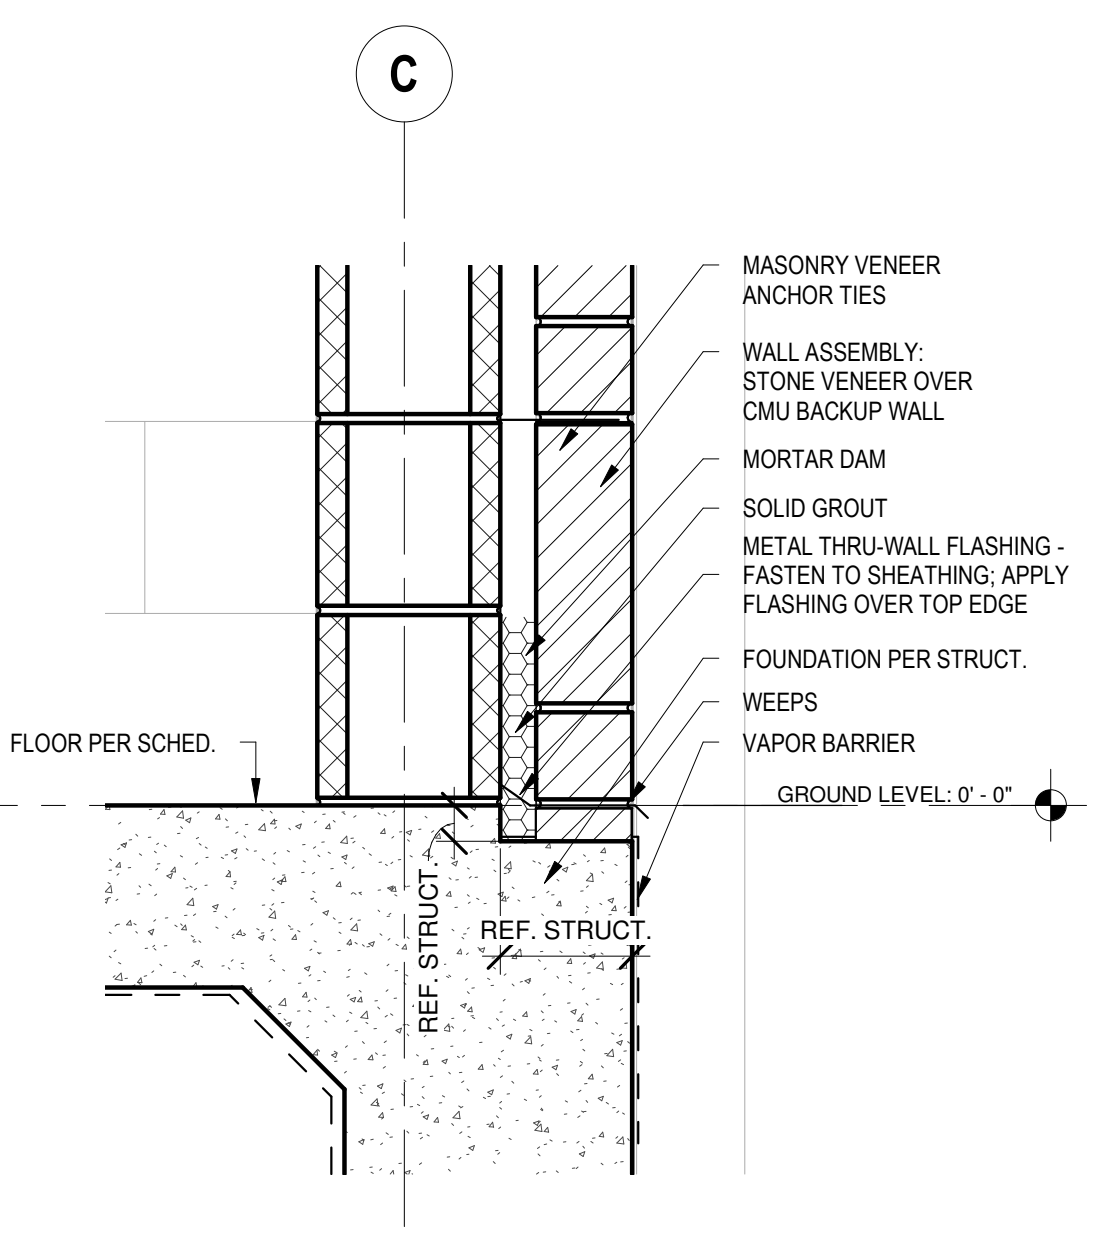 C
MASONRY VENEER
ANCHOR TIES
WALL ASSEMBLY:
STONE VENEER OVER
CMU BACKUP WALL
MORTAR DAM
SOLID GROUT
METAL THRU-WALL FLASHING -
FASTEN TO SHEATHING; APPLY
FLASHING OVER TOP EDGE
FOUNDATION PER STRUCT.
WEEPS
FLOOR PER SCHED.
VAPOR BARRIER
GROUND LEVEL: 0' - 0"
REF. STRUCT.
REF. STRUCT.